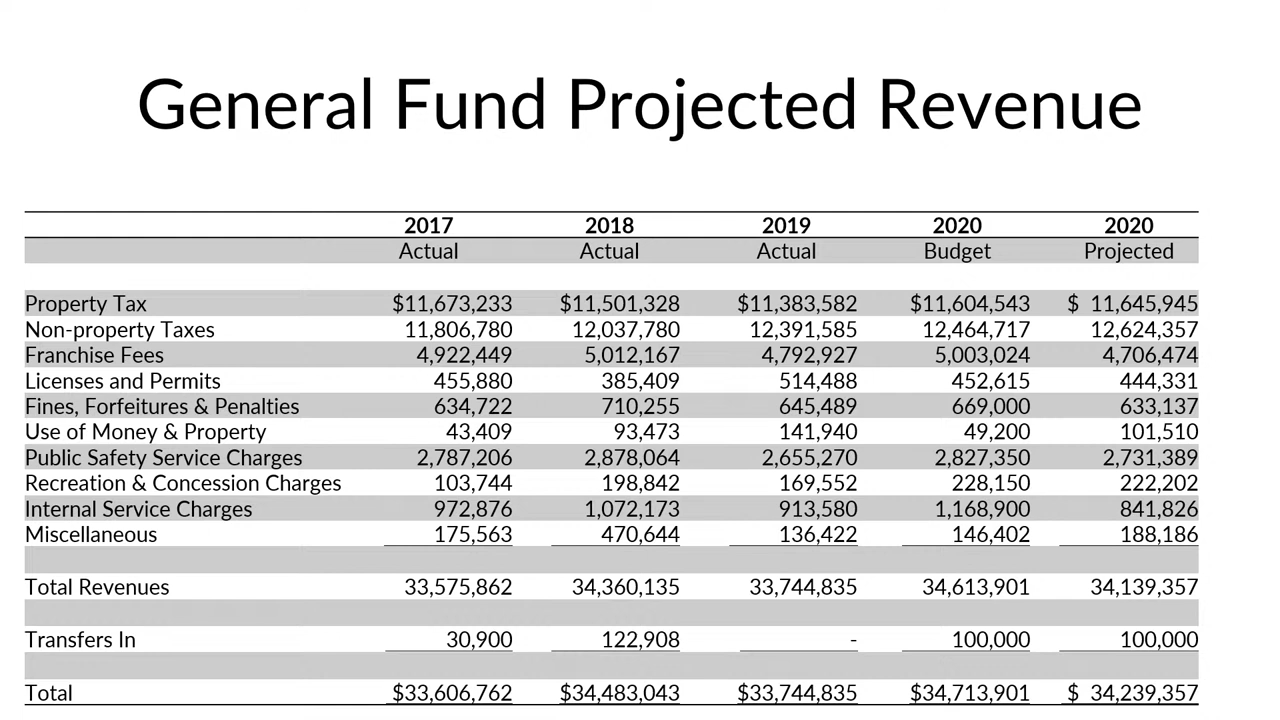 General Fund Projected Revenue
2017 2018 2019 2020 2020
Actual Actual Actual Budget Projected
Property Tax $11,673,233 $11,501,328 $11,383,582 $11,604,543 $ 11,645,945
Non-property Taxes 11,806,780 12,037,780 12,391,585 12,464,717 12,624,357
Franchise Fees 4,922,449 5,012,167 4,792,927 5,003,024 4,706,474
Licenses and Permits 455,880 385,409 514,488 452,615 444,331
Fines, Forfeitures & Penalties 634,722 710,255 645,489 669,000 633,137
Use of Money & Property 43,409 93,473 141,940 49,200 101,510
Public Safety Service Charges 2,787,206 2,878,064 2,655,270 2,827,350 2,731,389
Recreation & Concession Charges 103,744 198,842 169,552 228,150 222,202
Internal Service Charges 972,876 1,072,173 913,580 1,168,900 841,826
Miscellaneous 175,563 470,644 136,422 146,402 188,186
Total Revenues 33,575,862 34,360,135 33,744,835 34,613,901 34,139,357
Transfers In 30,900 122,908 - 100,000 100,000
Total $33,606,762 $34,483,043 $33,744,835 $34,713,901 $ 34,239,357